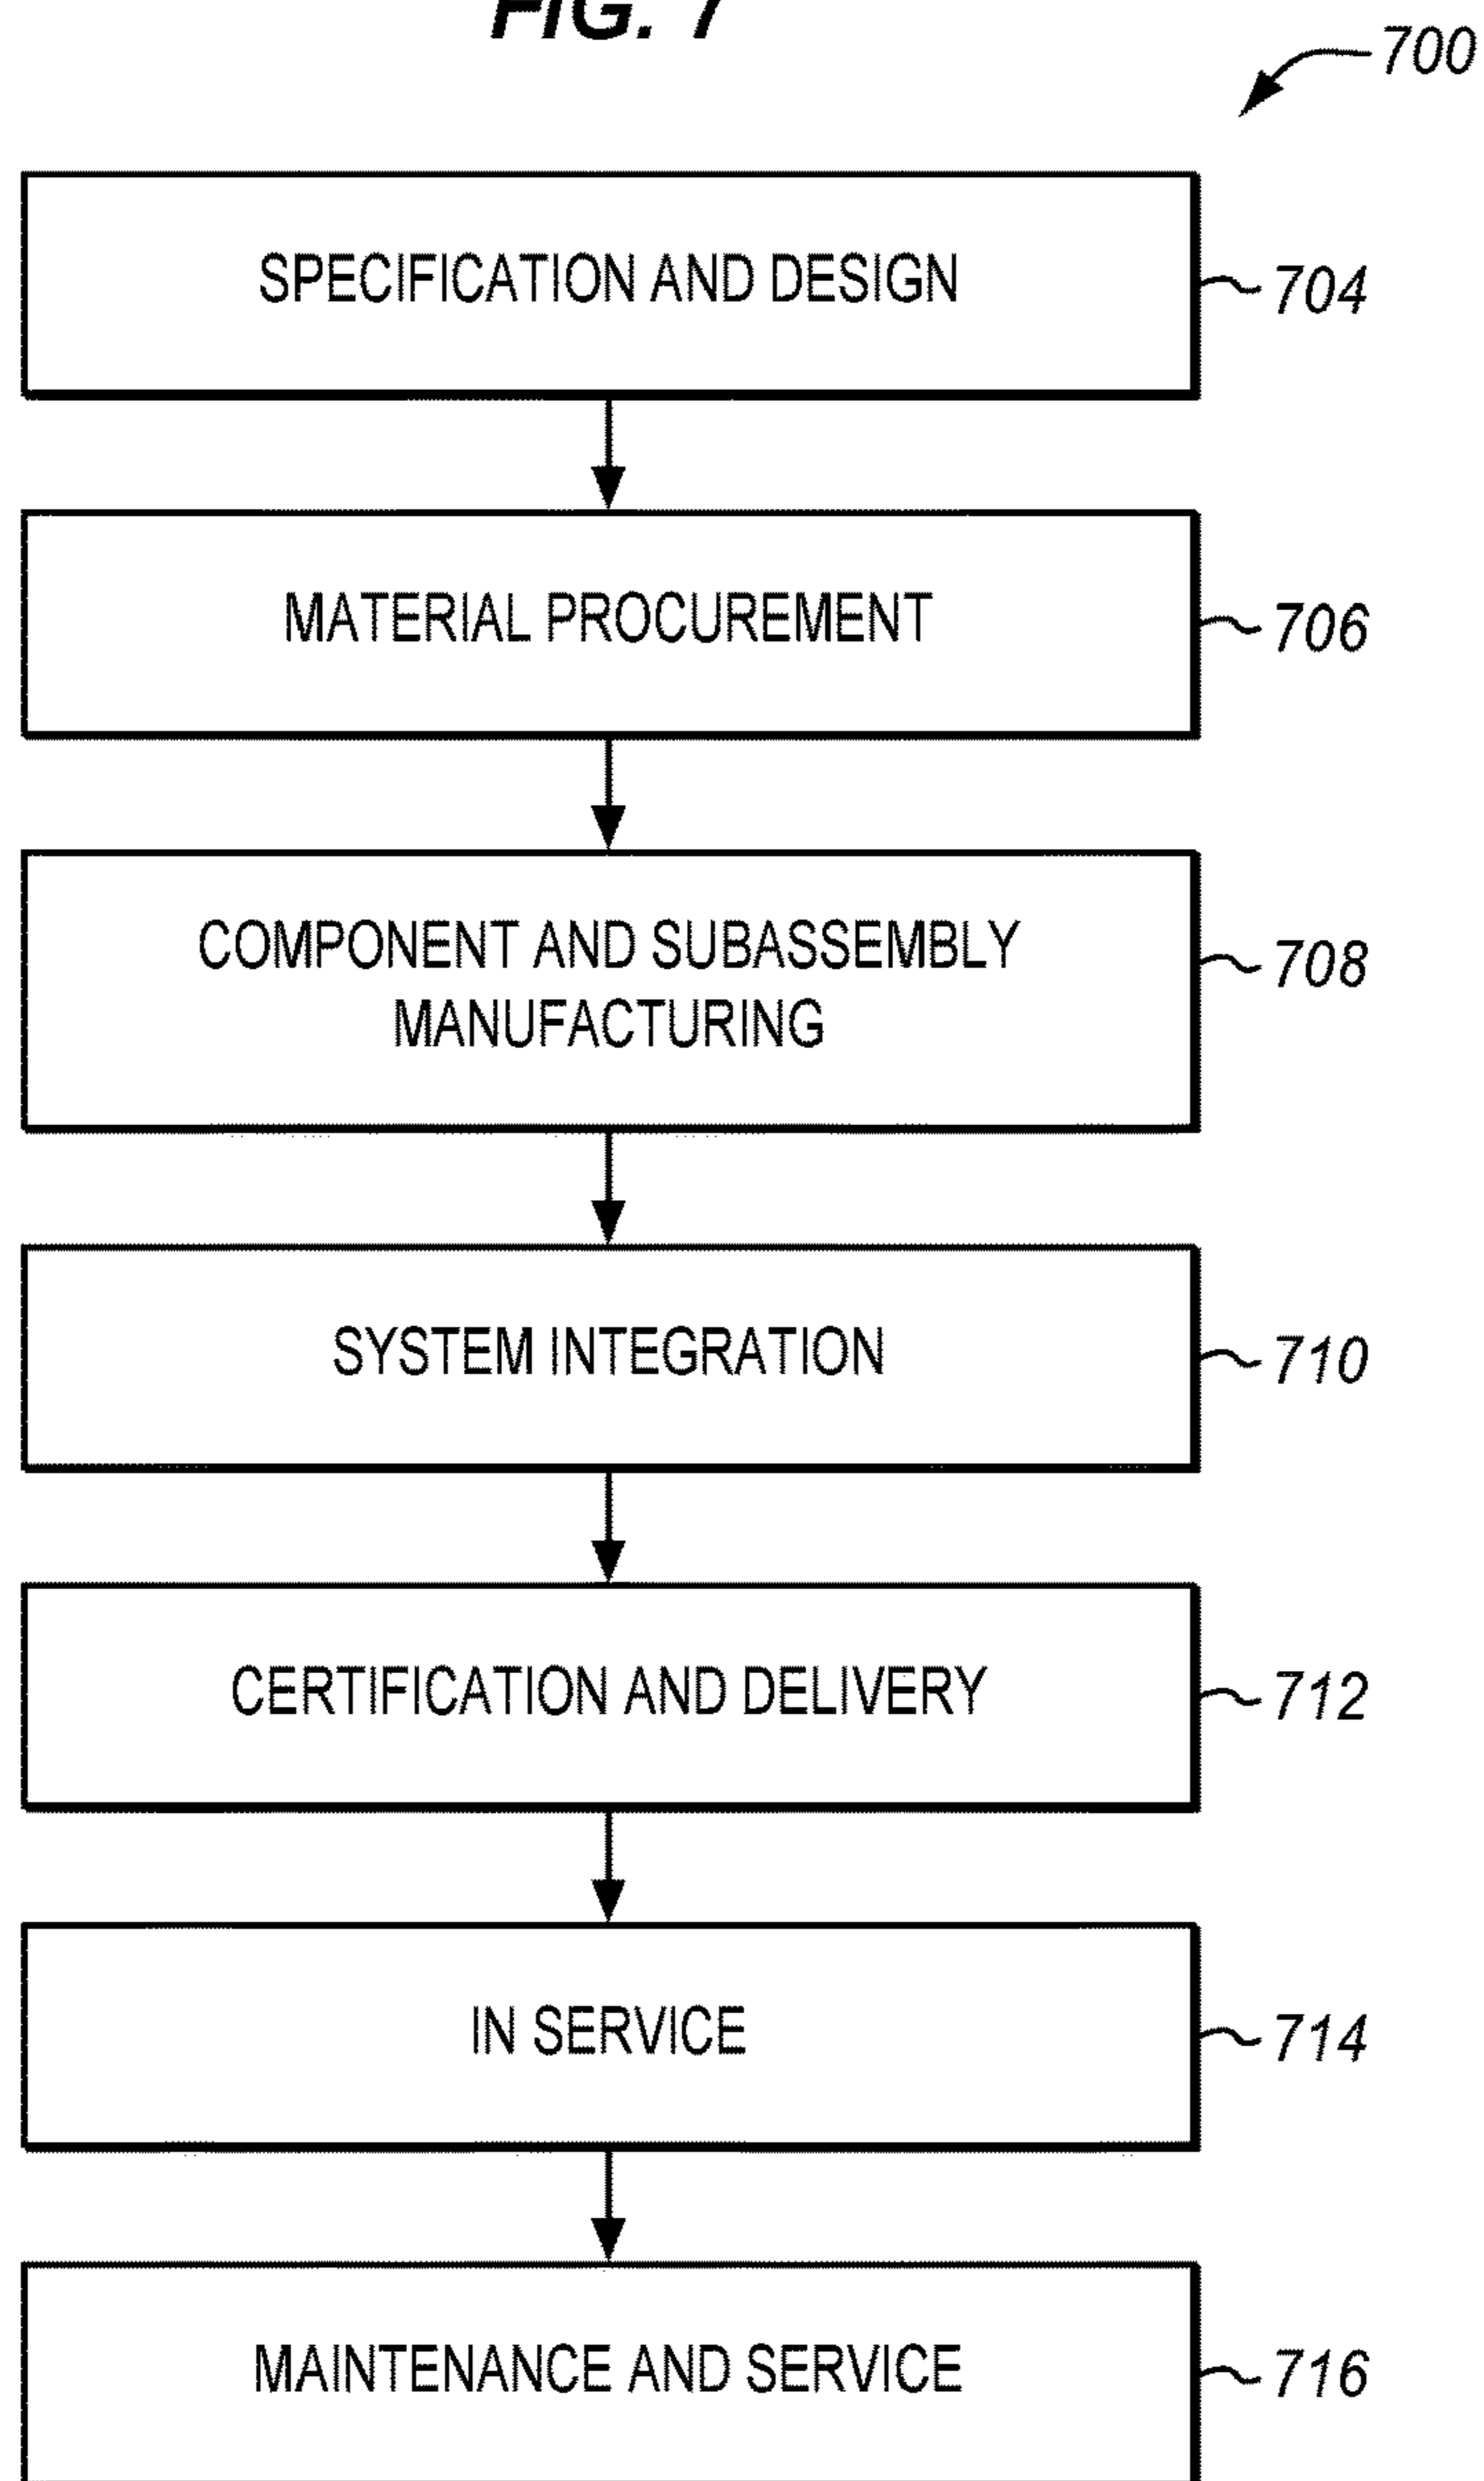 FIG. 7
700
SPECIFICATION AND DESIGN
704
MATERIAL PROCUREMENT
706
COMPONENT AND SUBASSEMBLY
MANUFACTURING
708
SYSTEM INTEGRATION
710
CERTIFICATION AND DELIVERY
712
IN SERVICE
714
MAINTENANCE AND SERVICE
716